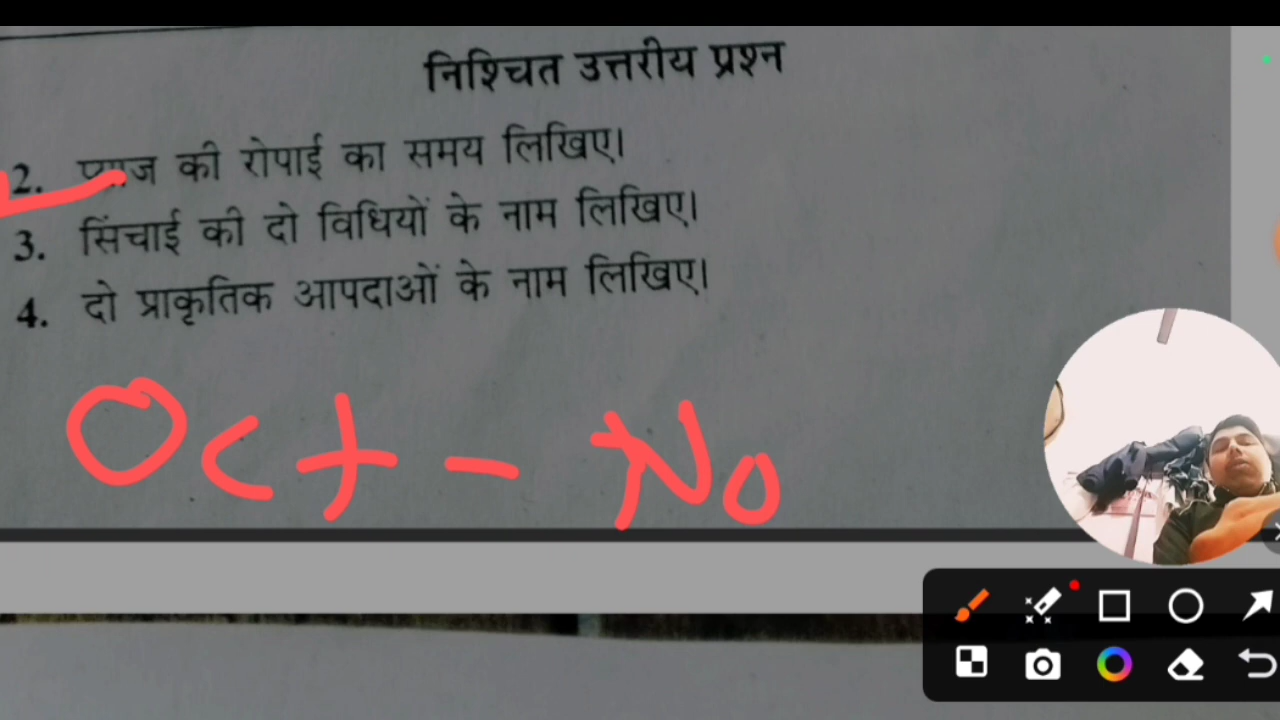 निश्चित उत्तरीय प्रश्न
2. प्याज की रोपाई का समय लिखिए।
3. सिंचाई की दो विधियों के नाम लिखिए।
4. दो प्राकृतिक आपदाओं के नाम लिखिए।
Oct - No